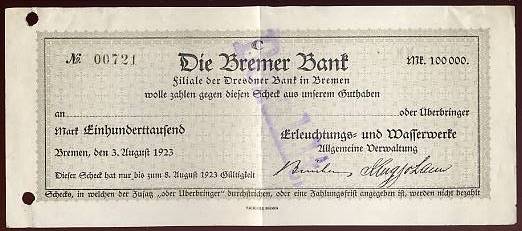 № 00721
C
Die Bremer Bank
Mk. 100000.
Filiale der Dresdner Bank in Bremen
wolle zahlen gegen diesen Scheck aus unserem Guthaben
an oder Überbringer
Mark Einhunderttausend
Erleuchtungs- und Wasserwerke
Bremen, den 3. August 1923
Allgemeine Verwaltung
Dieser Scheck hat nur bis zum 8. August 1923 Gültigkeit
Schecks, in welchen der Zusatz „oder Überbringer“ durchstrichen, oder eine Zahlungsfrist angegeben ist, werden nicht bezahlt